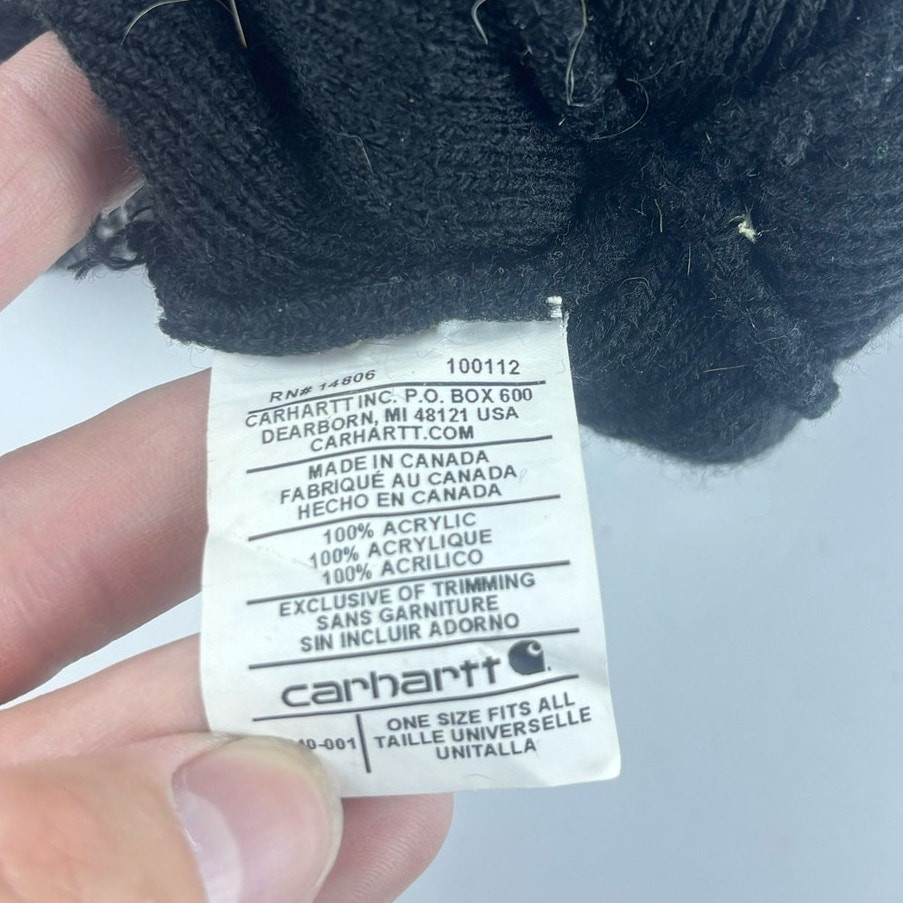 RN# 14806 100112
CARHARTT INC. P.O. BOX 600
DEARBORN, MI 48121 USA
CARHARTT.COM
MADE IN CANADA
FABRIQUÉ AU CANADA
HECHO EN CANADA
100% ACRYLIC
100% ACRYLIQUE
100% ACRILICO
EXCLUSIVE OF TRIMMING
SANS GARNITURE
SIN INCLUIR ADORNO
carhartt
ONE SIZE FITS ALL
TAILLE UNIVERSELLE
UNITALLA